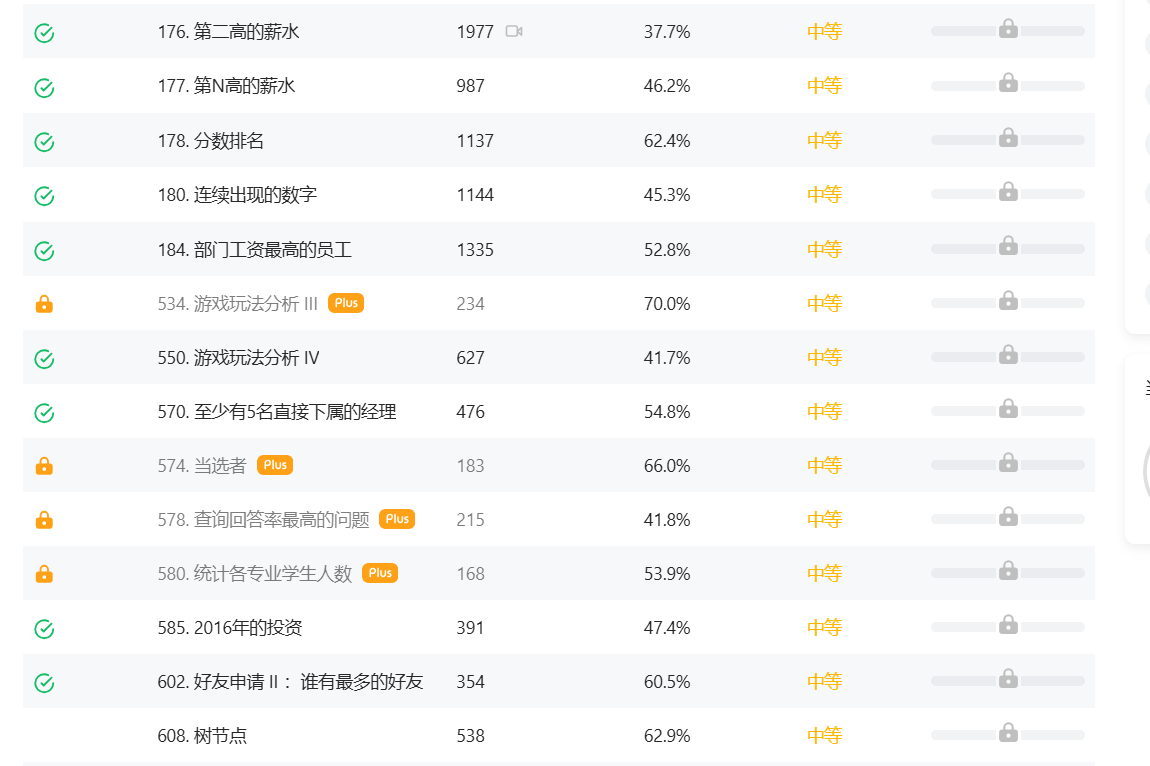 176. 第二高的薪水 1977 37.7% 中等
177. 第N高的薪水 987 46.2% 中等
178. 分数排名 1137 62.4% 中等
180. 连续出现的数字 1144 45.3% 中等
184. 部门工资最高的员工 1335 52.8% 中等
534. 游戏玩法分析 III Plus 234 70.0% 中等
550. 游戏玩法分析 IV 627 41.7% 中等
570. 至少有5名直接下属的经理 476 54.8% 中等
574. 当选者 Plus 183 66.0% 中等
578. 查询回答率最高的问题 Plus 215 41.8% 中等
580. 统计各专业学生人数 Plus 168 53.9% 中等
585. 2016年的投资 391 47.4% 中等
602. 好友申请 II ：谁有最多的好友 354 60.5% 中等
608. 树节点 538 62.9% 中等